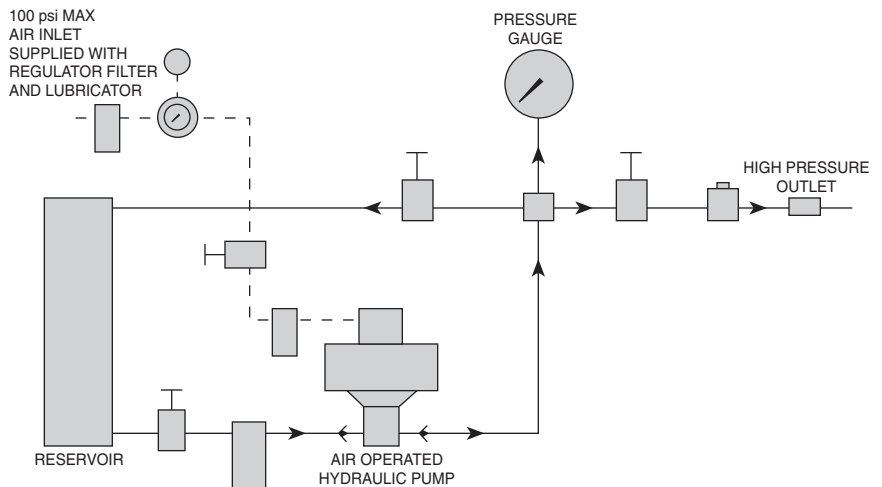 100 psi MAX
AIR INLET
SUPPLIED WITH
REGULATOR FILTER
AND LUBRICATOR
PRESSURE
GAUGE
HIGH PRESSURE
OUTLET
RESERVOIR
AIR OPERATED
HYDRAULIC PUMP